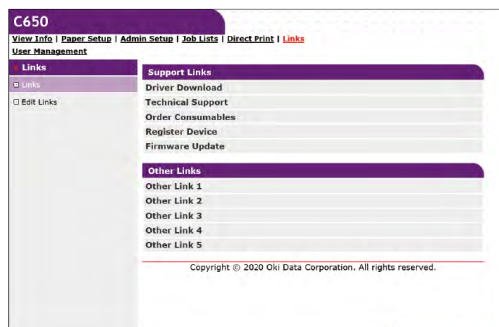 C650
View Info | Paper Setup | Admin Setup | Job Lists | Direct Print | Links
User Management
Links
Links
Edit Links
Support Links
Driver Download
Technical Support
Order Consumables
Register Device
Firmware Update
Other Links
Other Link 1
Other Link 2
Other Link 3
Other Link 4
Other Link 5
Copyright © 2020 Oki Data Corporation. All rights reserved.